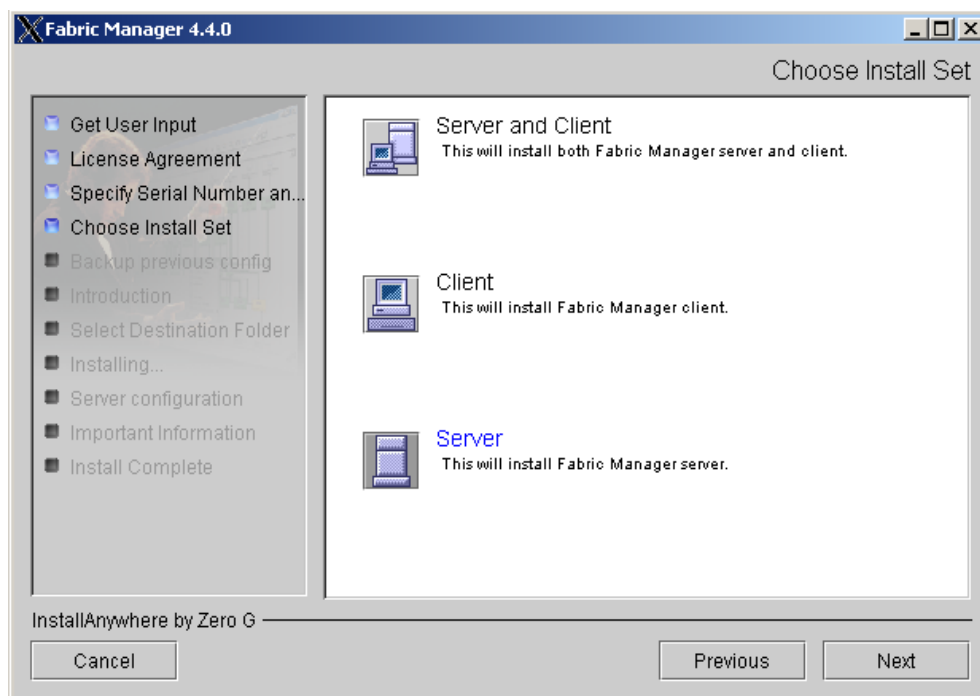 Fabric Manager 4.4.0
Choose Install Set
Get User Input
License Agreement
Specify Serial Number an...
Choose Install Set
Backup previous config
Introduction
Select Destination Folder
Installing...
Server configuration
Important Information
Install Complete
Server and Client
This will install both Fabric Manager server and client.
Client
This will install Fabric Manager client.
Server
This will install Fabric Manager server.
InstallAnywhere by Zero G
Cancel
Previous
Next